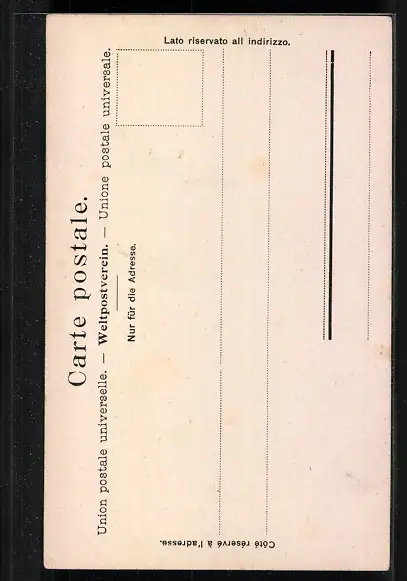 Carte postale.
Union postale universelle. — Weltpostverein. — Unione postale universale.
Nur für die Adresse.
Côté réservé à l'adresse.
Lato riservato all indirizzo.